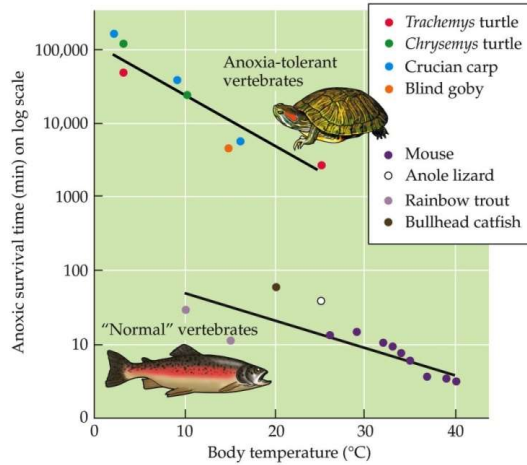 Anoxic survival time (min) on log scale
100,000
10,000
1000
100
10
0
0
10
20
30
40
Body temperature (°C)
Anoxia-tolerant
vertebrates
"Normal" vertebrates
Trachemys turtle
Chrysemys turtle
Crucian carp
Blind goby
Mouse
Anole lizard
Rainbow trout
Bullhead catfish